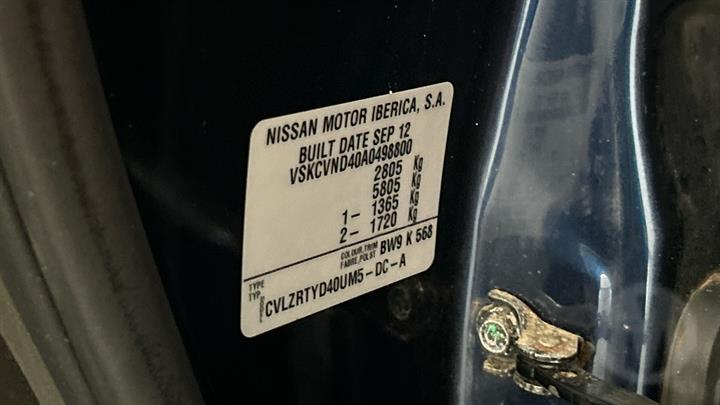 NISSAN MOTOR IBERICA, S.A.
BUILT DATE SEP 12
VSKCVND40A0498800
2805 Kg
5805 Kg
1- 1365 Kg
2- 1720 Kg
COLOUR,TRIM
FARBE,POLST BW9 K 568
TYPE
TYP
CVLZRTYD40UM5-DC-A